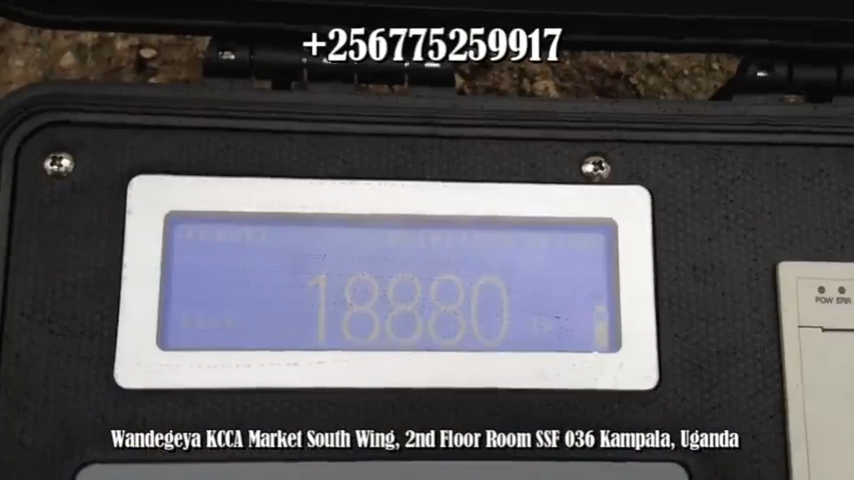 +256775259917
18880
POW ERR
Wandegeya KCCA Market South Wing, 2nd Floor Room SSF 036 Kampala, Uganda